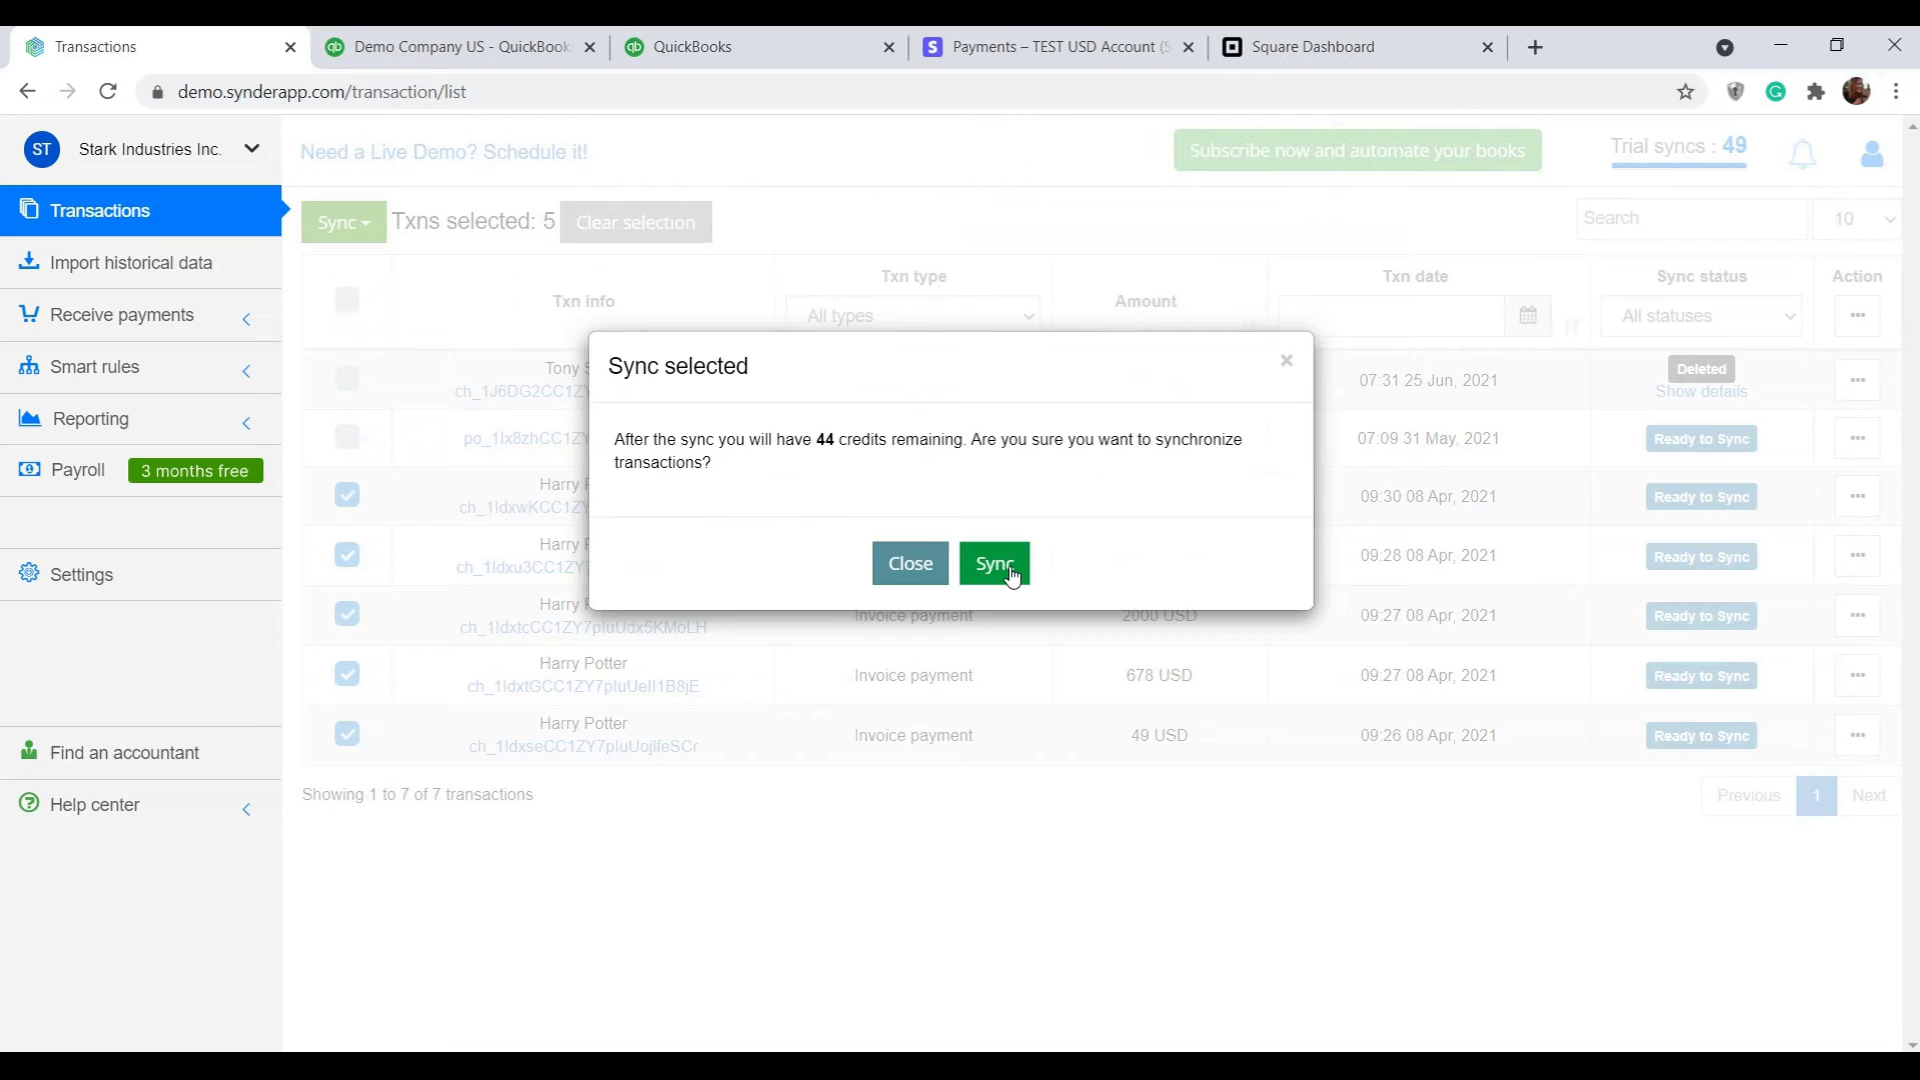 Transactions
Demo Company US - QuickBook
QuickBooks
S
Payments – TEST USD Account (S
Square Dashboard
demo.synderapp.com/transaction/list
ST
Stark Industries Inc.
Need a Live Demo? Schedule it!
Subscribe now and automate your books
Trial syncs : 49
Transactions
Import historical data
Receive payments
Smart rules
Reporting
Payroll
3 months free
Settings
Find an accountant
Help center
Sync
Txns selected: 5
Clear selection
Search
10
Txn info
Txn type
All types
Amount
Txn date
Sync status
All statuses
Action
Tony S
ch_1J6DG2CC1ZY
07:31 25 Jun, 2021
Deleted
Show details
po_1Ix8zhCC1ZY
07:09 31 May, 2021
Ready to Sync
Harry P
ch_1IdxwKCC1ZY
09:30 08 Apr, 2021
Ready to Sync
Harry P
ch_1Idxu3CC1ZY
09:28 08 Apr, 2021
Ready to Sync
Harry P
ch_1IdxtcCC1ZY7pluUdx5KMoLH
Invoice payment
2000 USD
09:27 08 Apr, 2021
Ready to Sync
Harry Potter
ch_1IdxtGCC1ZY7pluUeII1B8jE
Invoice payment
678 USD
09:27 08 Apr, 2021
Ready to Sync
Harry Potter
ch_1IdxseCC1ZY7pluUojlfeSCr
Invoice payment
49 USD
09:26 08 Apr, 2021
Ready to Sync
Showing 1 to 7 of 7 transactions
Previous
1
Next
Sync selected
After the sync you will have 44 credits remaining. Are you sure you want to synchronize
transactions?
Close
Sync